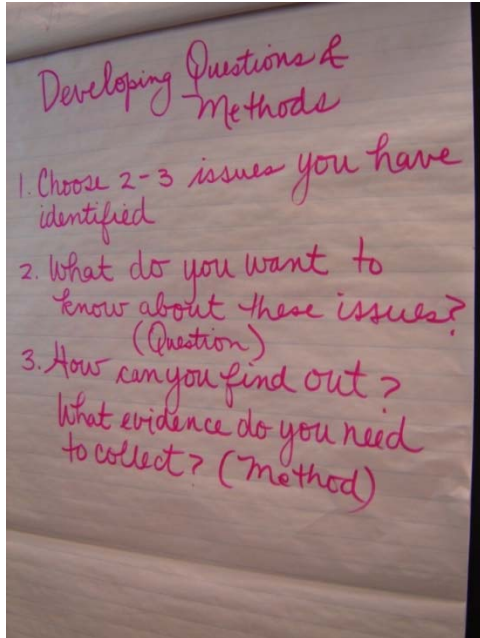 Developing Questions &
Methods
1. Choose 2-3 issues you have
identified
2. What do you want to
know about these issues?
(Question)
3. How can you find out?
What evidence do you need
to collect? (Method)